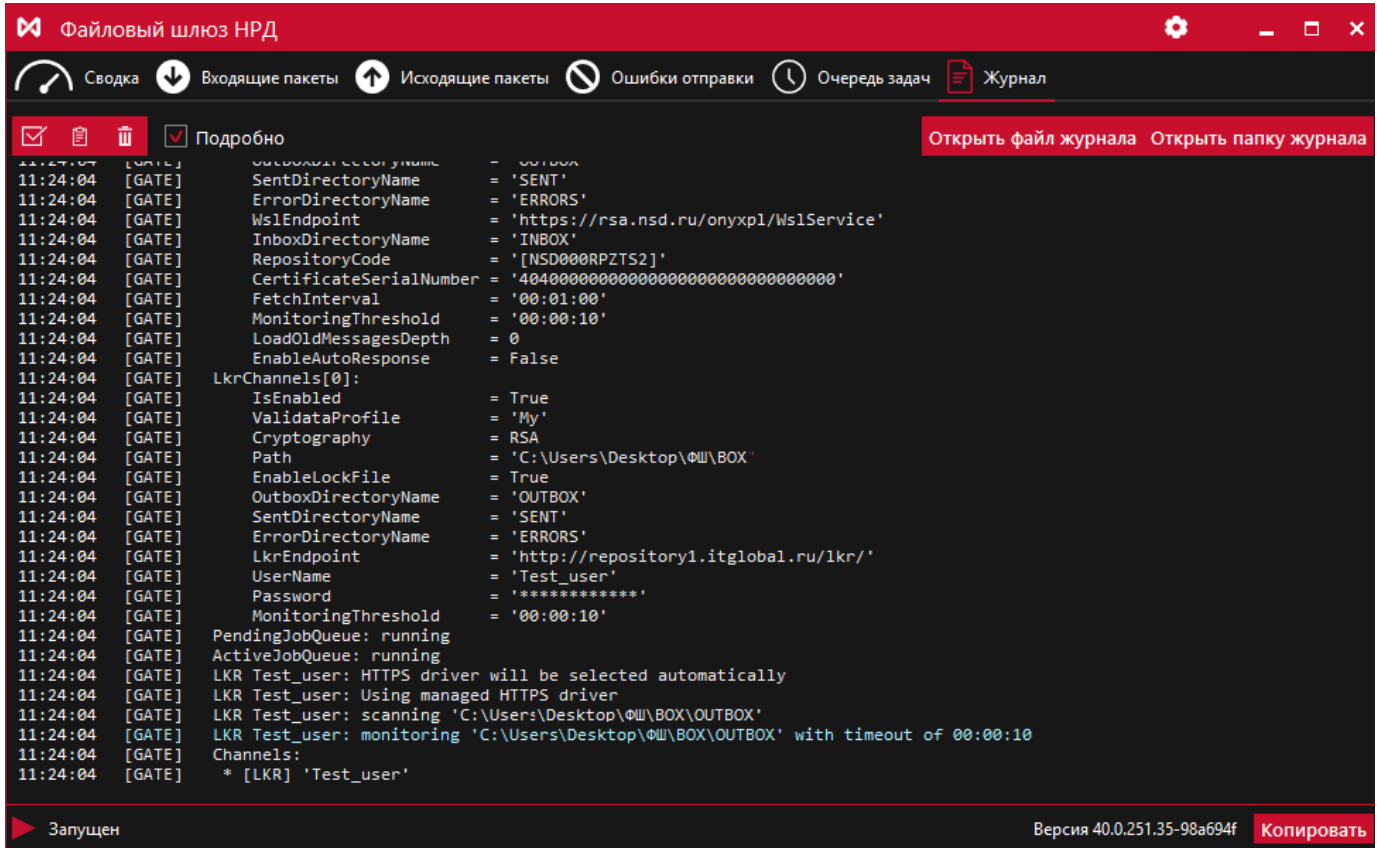 Файловый шлюз НРД
Сводка Входящие пакеты Исходящие пакеты Ошибки отправки Очередь задач Журнал
Подробно Открыть файл журнала Открыть папку журнала
11:24:04 [GATE] OutboxDirectoryName = 'OUTBOX'
11:24:04 [GATE] SentDirectoryName = 'SENT'
11:24:04 [GATE] ErrorDirectoryName = 'ERRORS'
11:24:04 [GATE] WslEndpoint = 'https://rsa.nsd.ru/onyxpl/WslService'
11:24:04 [GATE] InboxDirectoryName = 'INBOX'
11:24:04 [GATE] RepositoryCode = '[NSD000RPZTS2]'
11:24:04 [GATE] CertificateSerialNumber = '40400000000000000000000000000000'
11:24:04 [GATE] FetchInterval = '00:01:00'
11:24:04 [GATE] MonitoringThreshold = '00:00:10'
11:24:04 [GATE] LoadOldMessagesDepth = 0
11:24:04 [GATE] EnableAutoResponse = False
11:24:04 [GATE] LkrChannels[0]:
11:24:04 [GATE] IsEnabled = True
11:24:04 [GATE] ValidataProfile = 'My'
11:24:04 [GATE] Cryptography = RSA
11:24:04 [GATE] Path = 'C:\Users\Desktop\ФШ\BOX"
11:24:04 [GATE] EnableLockFile = True
11:24:04 [GATE] OutboxDirectoryName = 'OUTBOX'
11:24:04 [GATE] SentDirectoryName = 'SENT'
11:24:04 [GATE] ErrorDirectoryName = 'ERRORS'
11:24:04 [GATE] LkrEndpoint = 'http://repository1.itglobal.ru/lkr/'
11:24:04 [GATE] UserName = 'Test_user'
11:24:04 [GATE] Password = '************'
11:24:04 [GATE] MonitoringThreshold = '00:00:10'
11:24:04 [GATE] PendingJobQueue: running
11:24:04 [GATE] ActiveJobQueue: running
11:24:04 [GATE] LKR Test_user: HTTPS driver will be selected automatically
11:24:04 [GATE] LKR Test_user: Using managed HTTPS driver
11:24:04 [GATE] LKR Test_user: scanning 'C:\Users\Desktop\ФШ\BOX\OUTBOX'
11:24:04 [GATE] LKR Test_user: monitoring 'C:\Users\Desktop\ФШ\BOX\OUTBOX' with timeout of 00:00:10
11:24:04 [GATE] Channels:
11:24:04 [GATE] * [LKR] 'Test_user'
Запущен Версия 40.0.251.35-98a694f Копировать